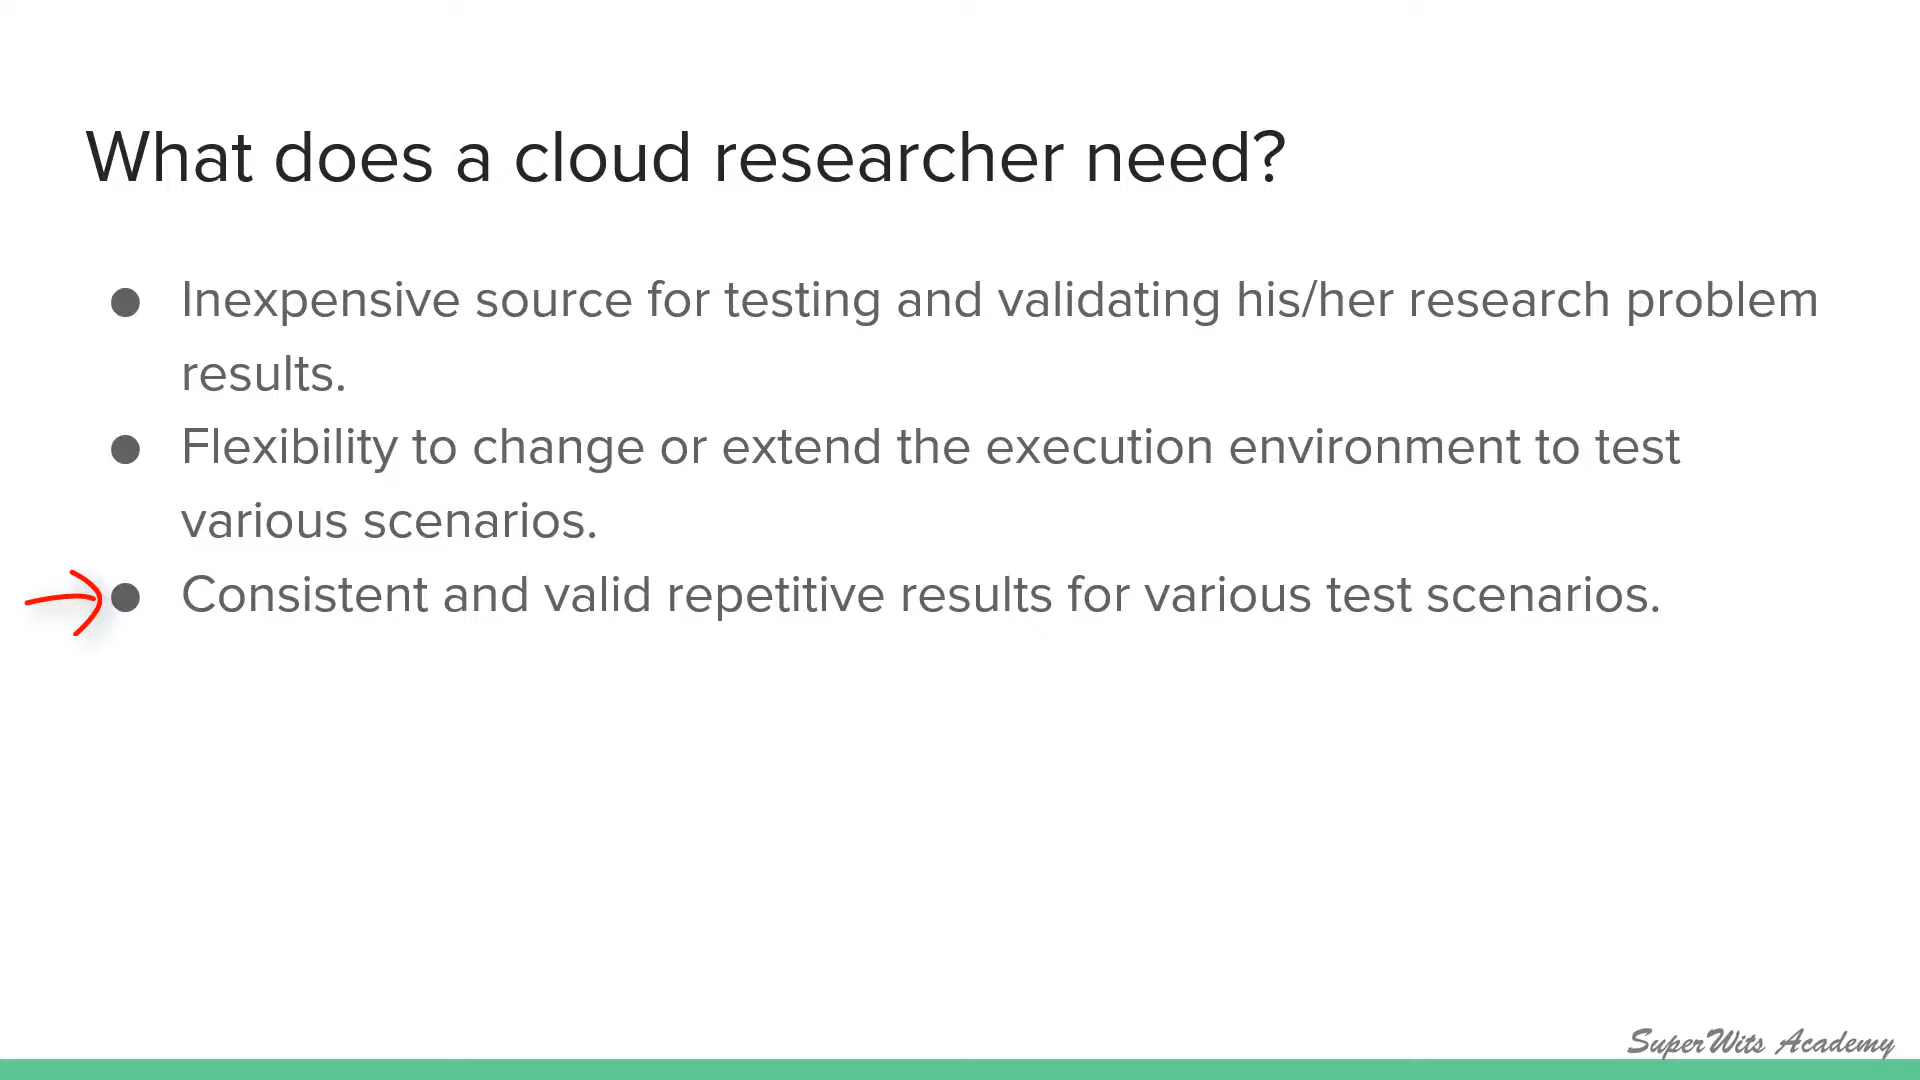 What does a cloud researcher need?
● Inexpensive source for testing and validating his/her research problem
results.
● Flexibility to change or extend the execution environment to test
various scenarios.
● Consistent and valid repetitive results for various test scenarios.
SuperWits Academy